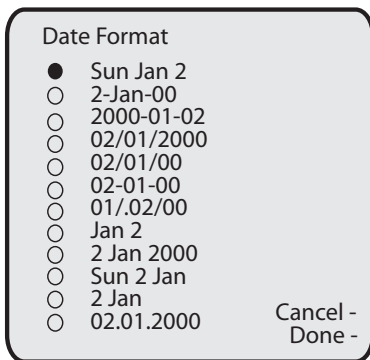 Date Format
Sun Jan 2
2-Jan-00
2000-01-02
02/01/2000
02/01/00
02-01-00
01/.02/00
Jan 2
2 Jan 2000
Sun 2 Jan
2 Jan
02.01.2000
Cancel -
Done -